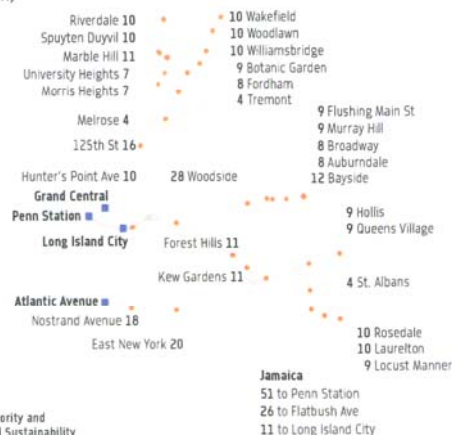 Riverdale 10
Spuyten Duyvil 10
Marble Hill 11
University Heights 7
Morris Heights 7
Melrose 4
125th St 16
10 Wakefield
10 Woodlawn
10 Williamsbridge
9 Botanic Garden
8 Fordham
4 Tremont
9 Flushing Main St
9 Murray Hill
8 Broadway
8 Auburndale
12 Bayside
Hunter's Point Ave 10
28 Woodside
Grand Central
Penn Station
Long Island City
Forest Hills 11
Kew Gardens 11
9 Hollis
9 Queens Village
4 St. Albans
Atlantic Avenue
Nostrand Avenue 18
East New York 20
10 Rosedale
10 Laurelton
9 Locust Manner
Jamaica
51 to Penn Station
26 to Flatbush Ave
11 to Long Island City
ority and
Sustainability